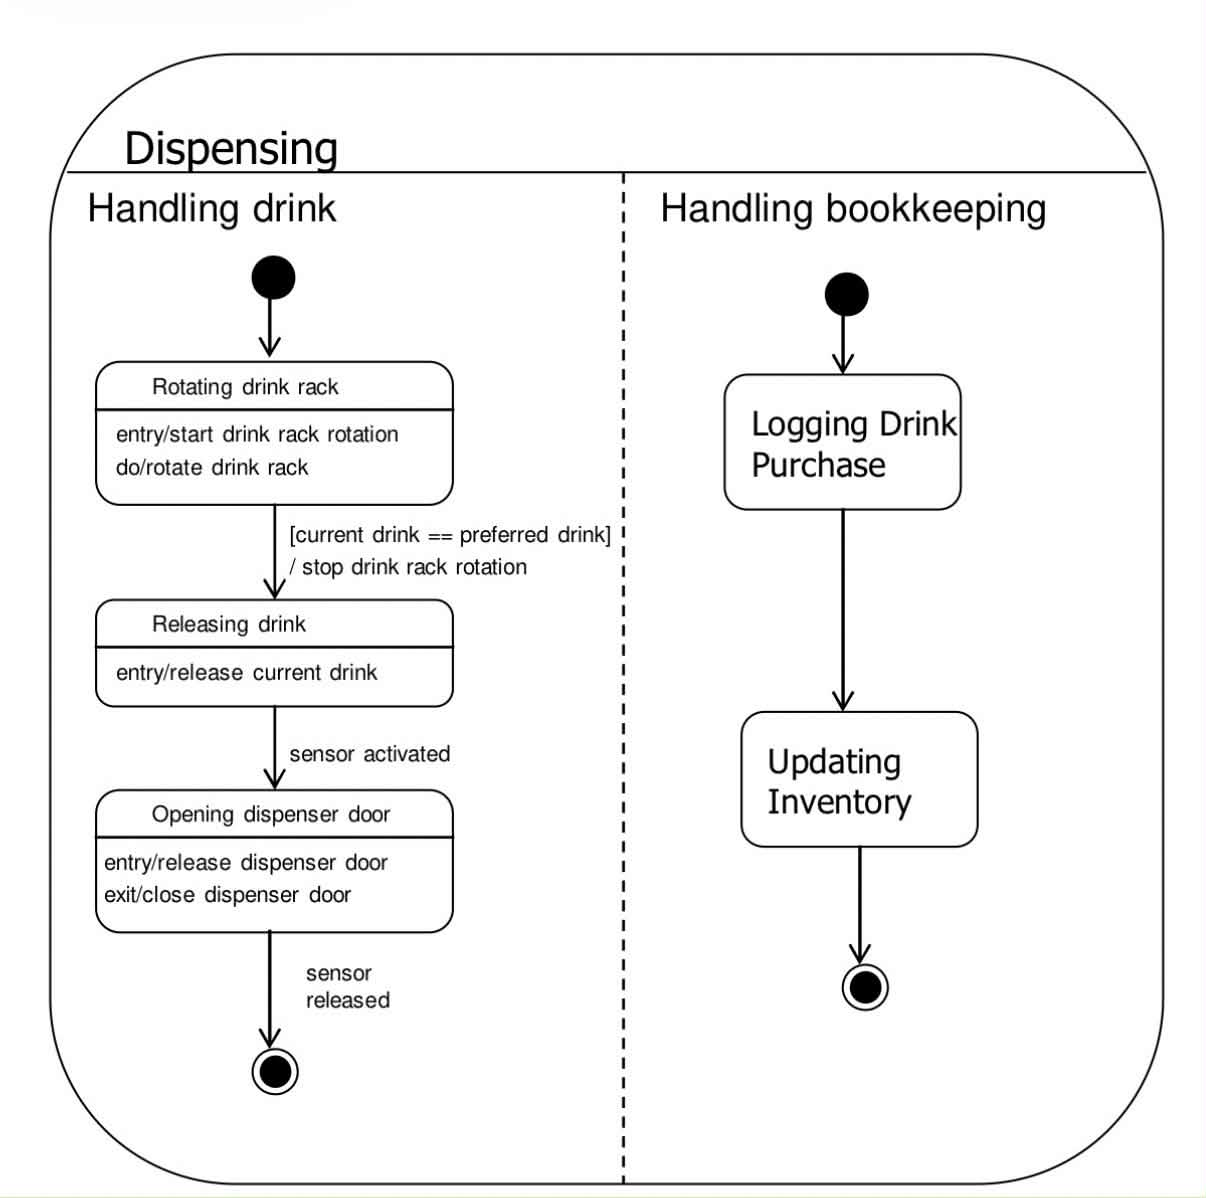 Dispensing
Handling drink
Rotating drink rack
entry/start drink rack rotation
do/rotate drink rack
[current drink == preferred drink]
/ stop drink rack rotation
Releasing drink
entry/release current drink
sensor activated
Opening dispenser door
entry/release dispenser door
exit/close dispenser door
sensor
released
Handling bookkeeping
Logging Drink
Purchase
Updating
Inventory